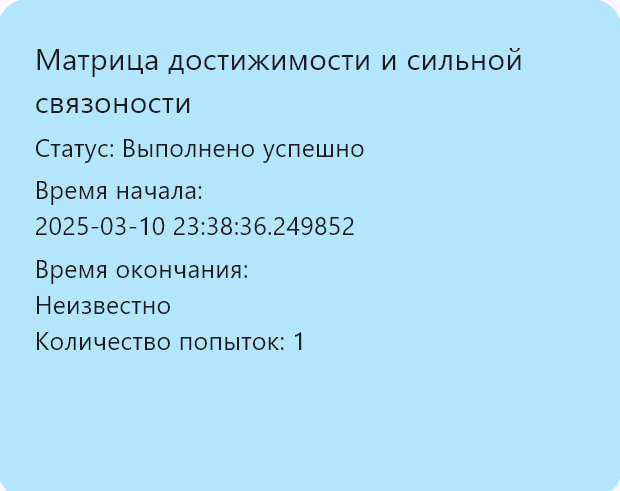 Матрица достижимости и сильной
связоности
Статус: Выполнено успешно
Время начала:
2025-03-10 23:38:36.249852
Время окончания:
Неизвестно
Количество попыток: 1